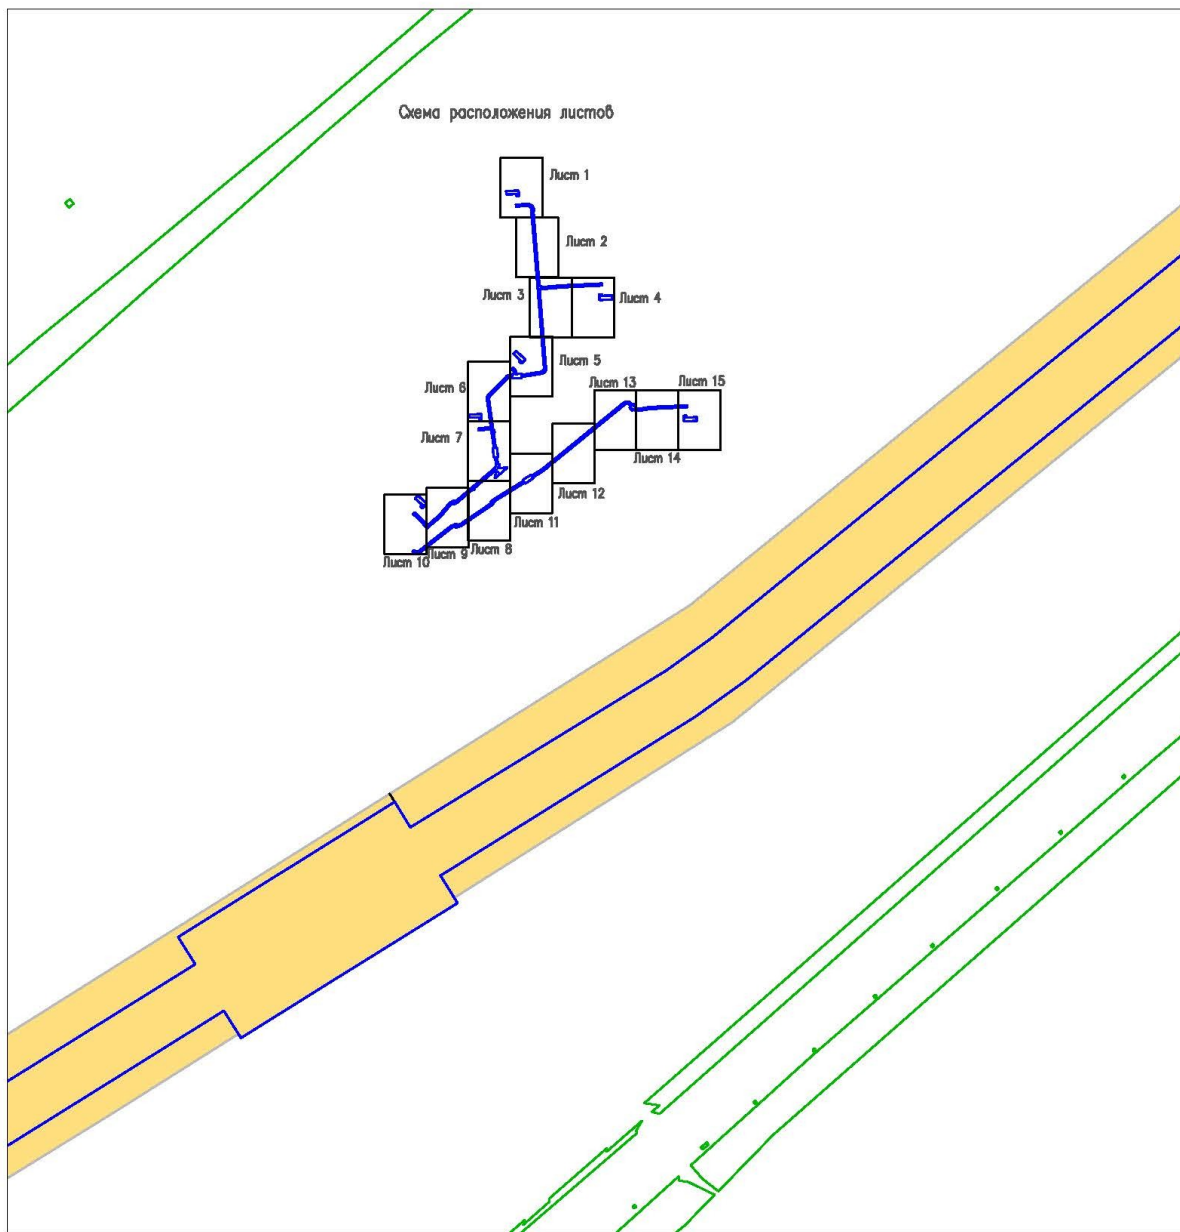 Схема расположения листов
Лист 1
Лист 2
Лист 3
Лист 4
Лист 5
Лист 6
Лист 7
Лист 13
Лист 15
Лист 14
Лист 12
Лист 11
Лист 8
Лист 9
Лист 10